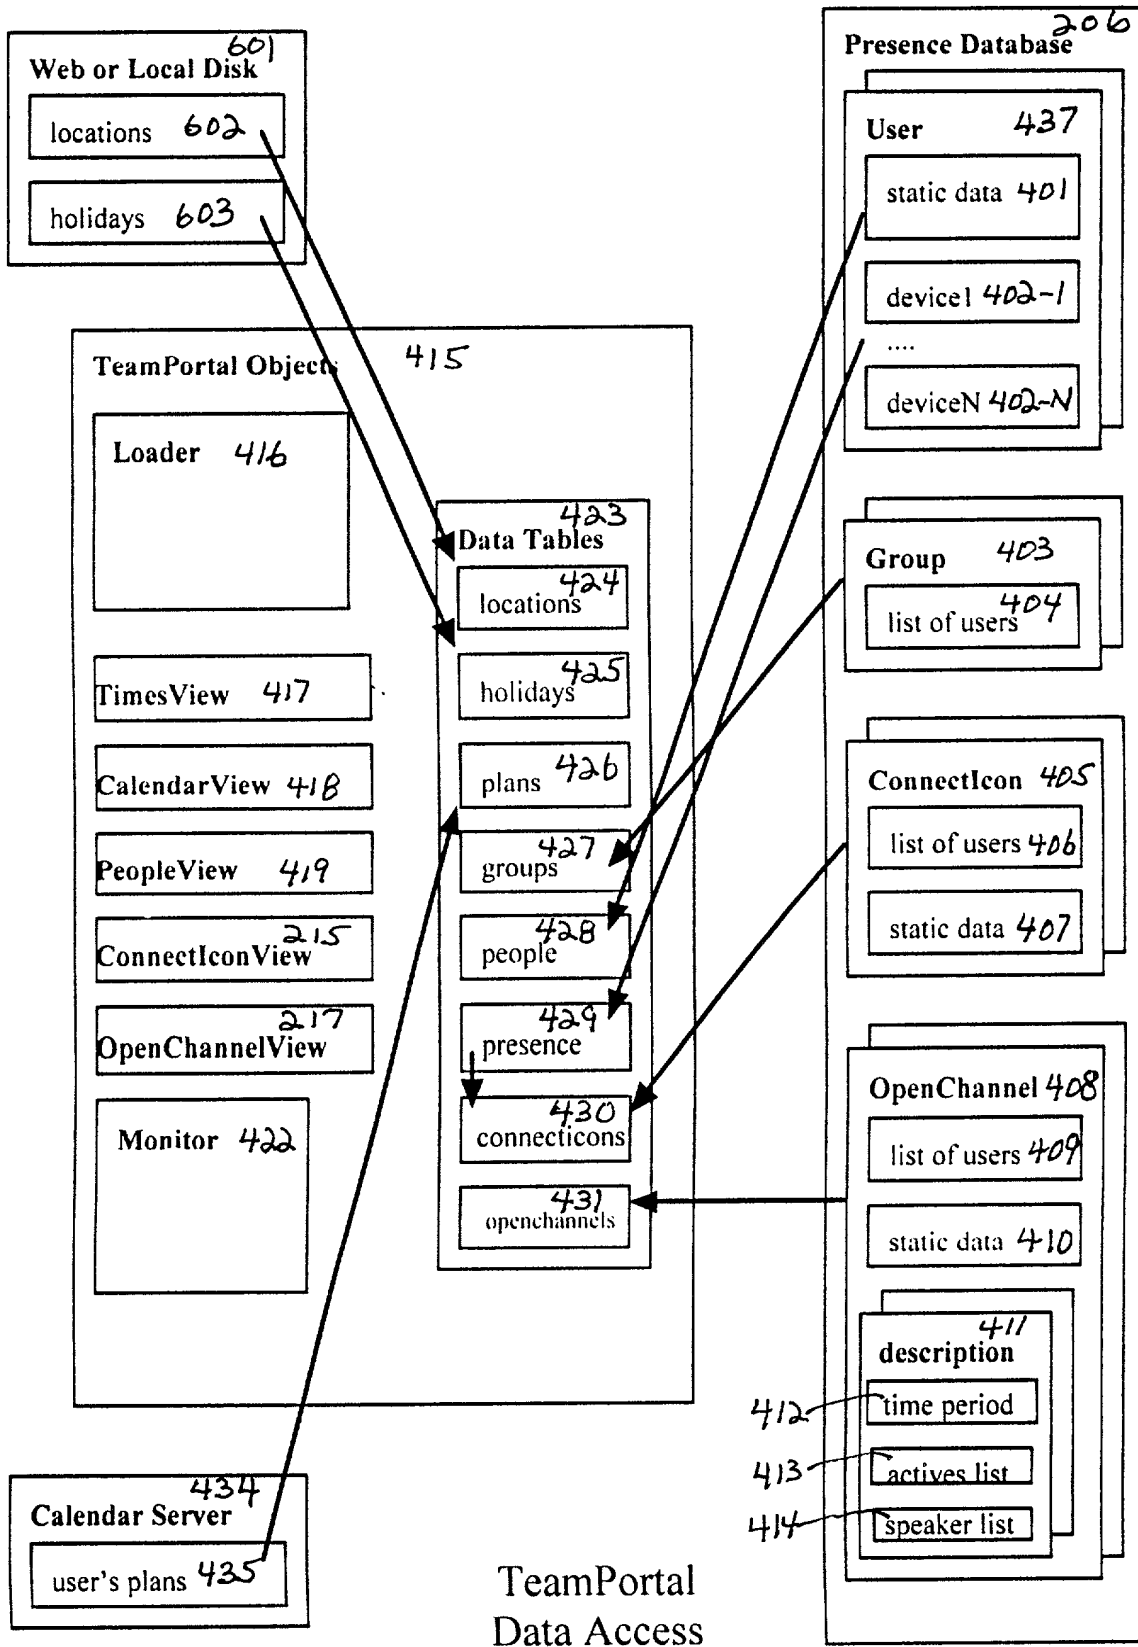 601
Web or Local Disk
locations 602
holidays 603
TeamPortal Objects 415
Loader 416
TimesView 417
CalendarView 418
PeopleView 419
215
ConnectIconView
217
OpenChannelView
Monitor 422
423
Data Tables
424
locations
425
holidays
plans 426
427
groups
428
people
429
presence
430
connecticons
431
openchannels
434
Calendar Server
user's plans 435
206
Presence Database
User 437
static data 401
device1 402-1
....
deviceN 402-N
Group 403
404
list of users
ConnectIcon 405
list of users 406
static data 407
OpenChannel 408
list of users 409
static data 410
411
description
412 time period
413 actives list
414 speaker list
TeamPortal
Data Access